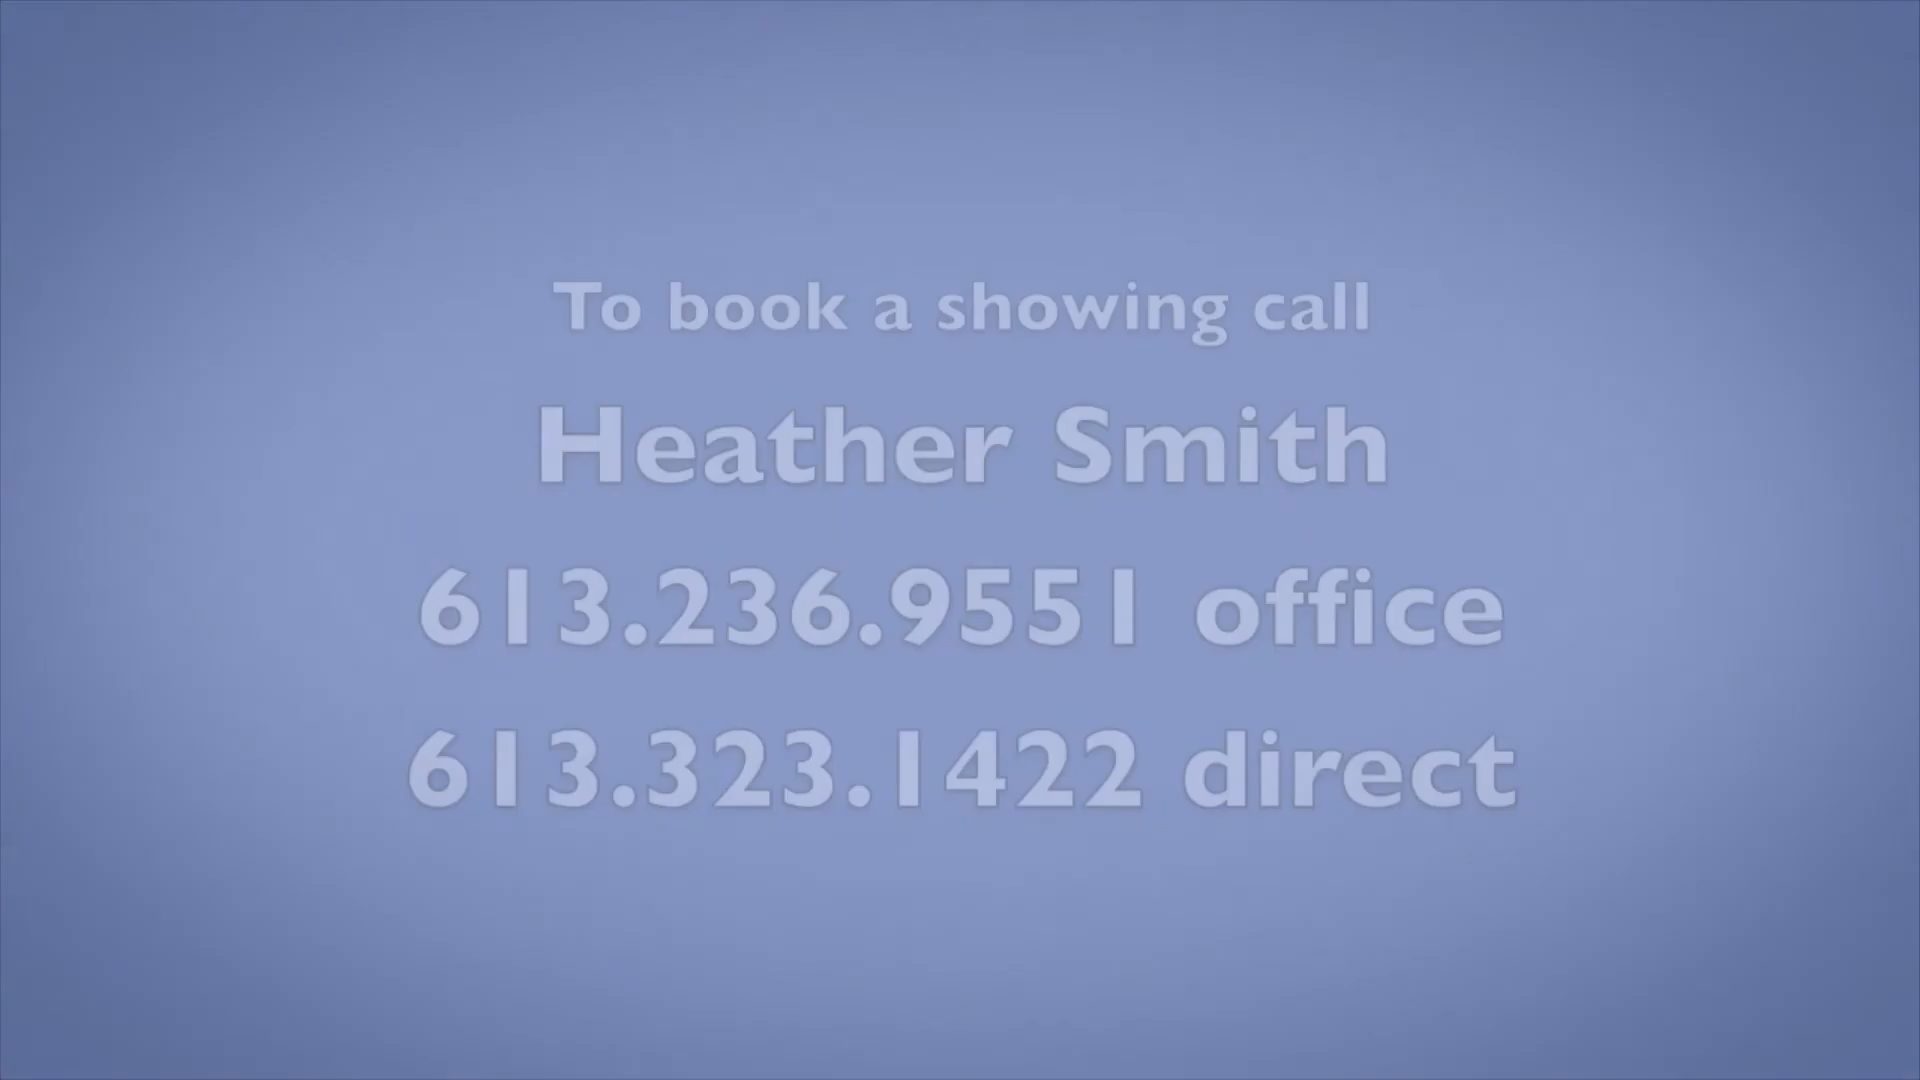 To book a showing call
Heather Smith
613.236.9551 office
613.323.1422 direct